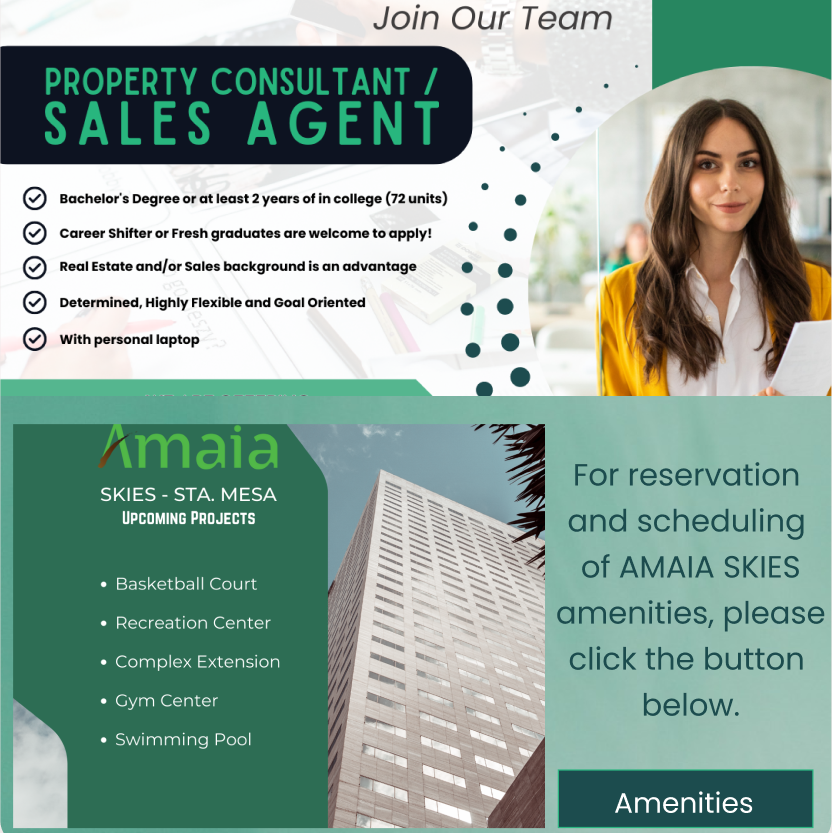 Join Our Team
PROPERTY CONSULTANT /
SALES AGENT
Bachelor's Degree or at least 2 years of in college (72 units)
Career Shifter or Fresh graduates are welcome to apply!
Real Estate and/or Sales background is an advantage
Determined, Highly Flexible and Goal Oriented
With personal laptop
Amaia
SKIES - STA. MESA
UPCOMING PROJECTS
• Basketball Court
• Recreation Center
• Complex Extension
• Gym Center
• Swimming Pool
For reservation
and scheduling
of AMAIA SKIES
amenities, please
click the button
below.
Amenities